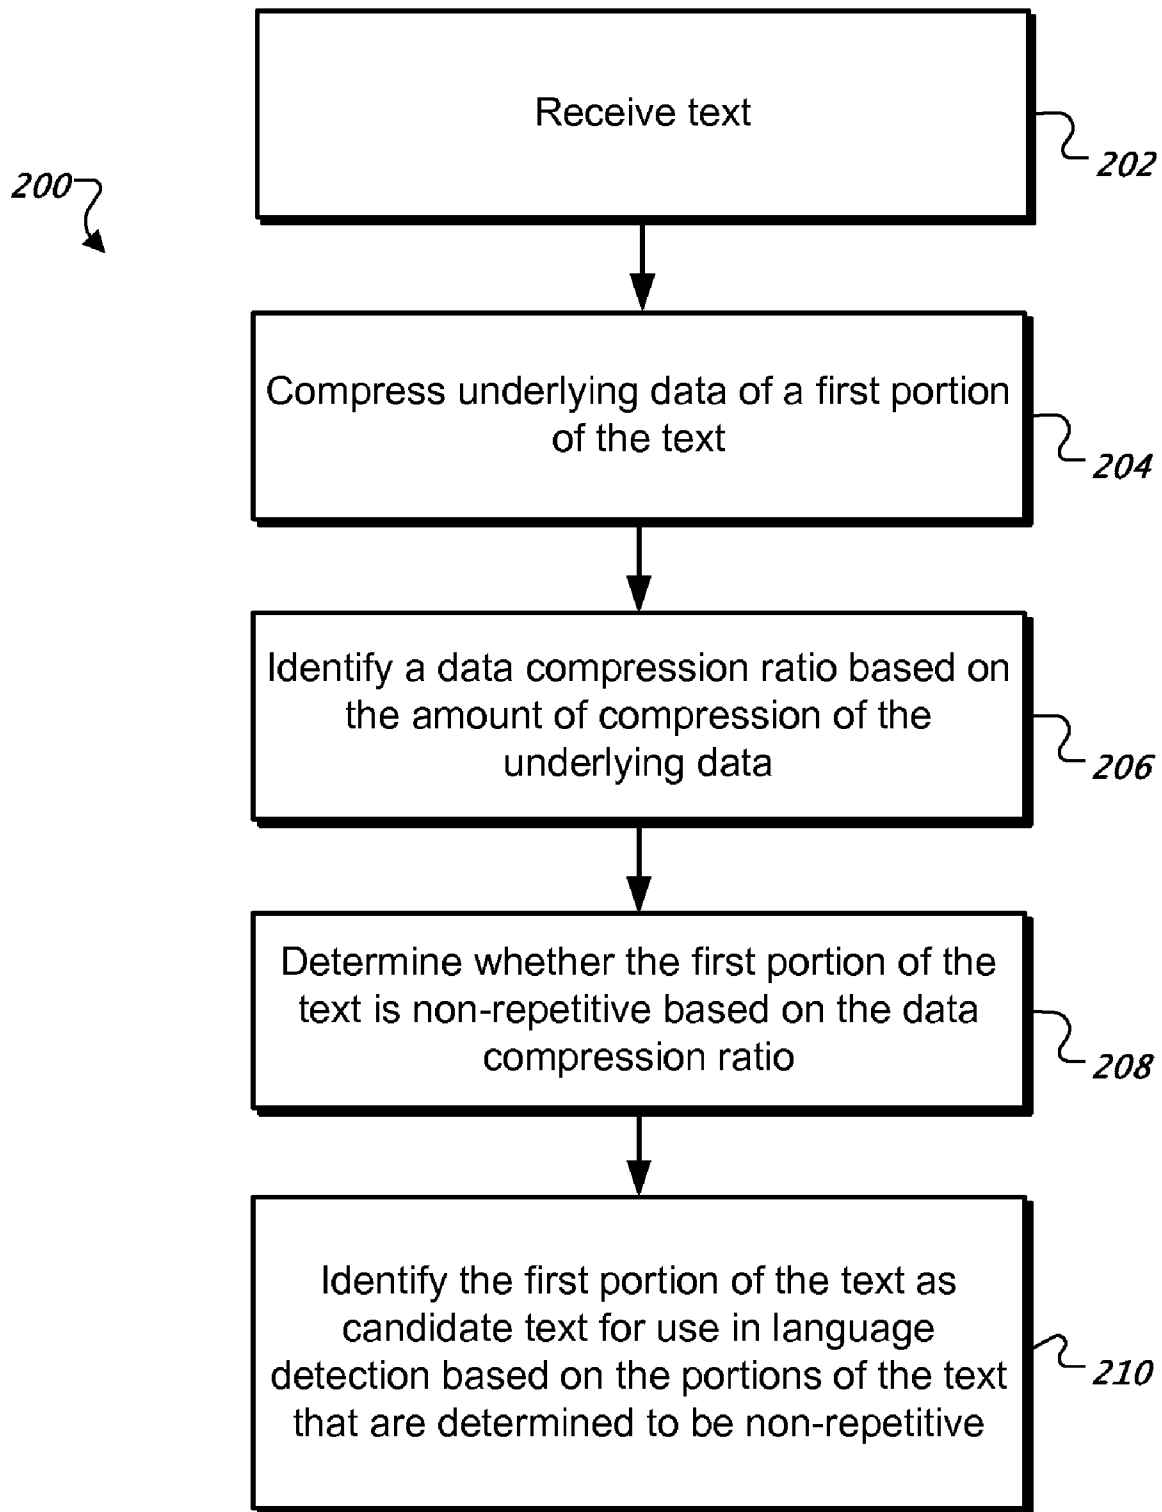 Receive text
202
200
Compress underlying data of a first portion
of the text
204
Identify a data compression ratio based on
the amount of compression of the
underlying data
206
Determine whether the first portion of the
text is non-repetitive based on the data
compression ratio
208
Identify the first portion of the text as
candidate text for use in language
detection based on the portions of the text
that are determined to be non-repetitive
210